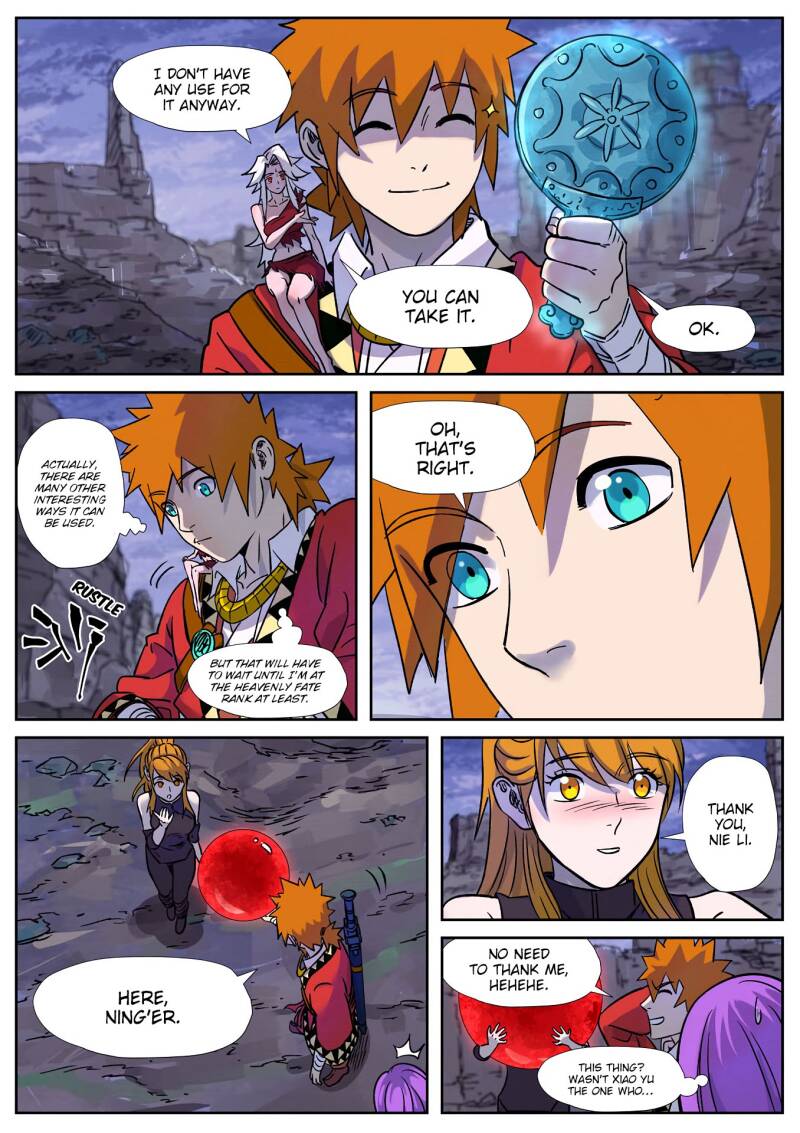 I DON'T HAVE
ANY USE FOR
IT ANYWAY.
YOU CAN
TAKE IT.
OK.
ACTUALLY,
THERE ARE
MANY OTHER
INTERESTING
WAYS IT CAN
BE USED.
RUSTLE
BUT THAT WILL HAVE
TO WAIT UNTIL I'M AT
THE HEAVENLY FATE
RANK AT LEAST.
OH,
THAT'S
RIGHT.
HERE,
NING'ER.
THANK
YOU,
NIE LI.
NO NEED
TO THANK ME,
HEHEHE.
THIS THING?
WASN'T XIAO YU
THE ONE WHO...